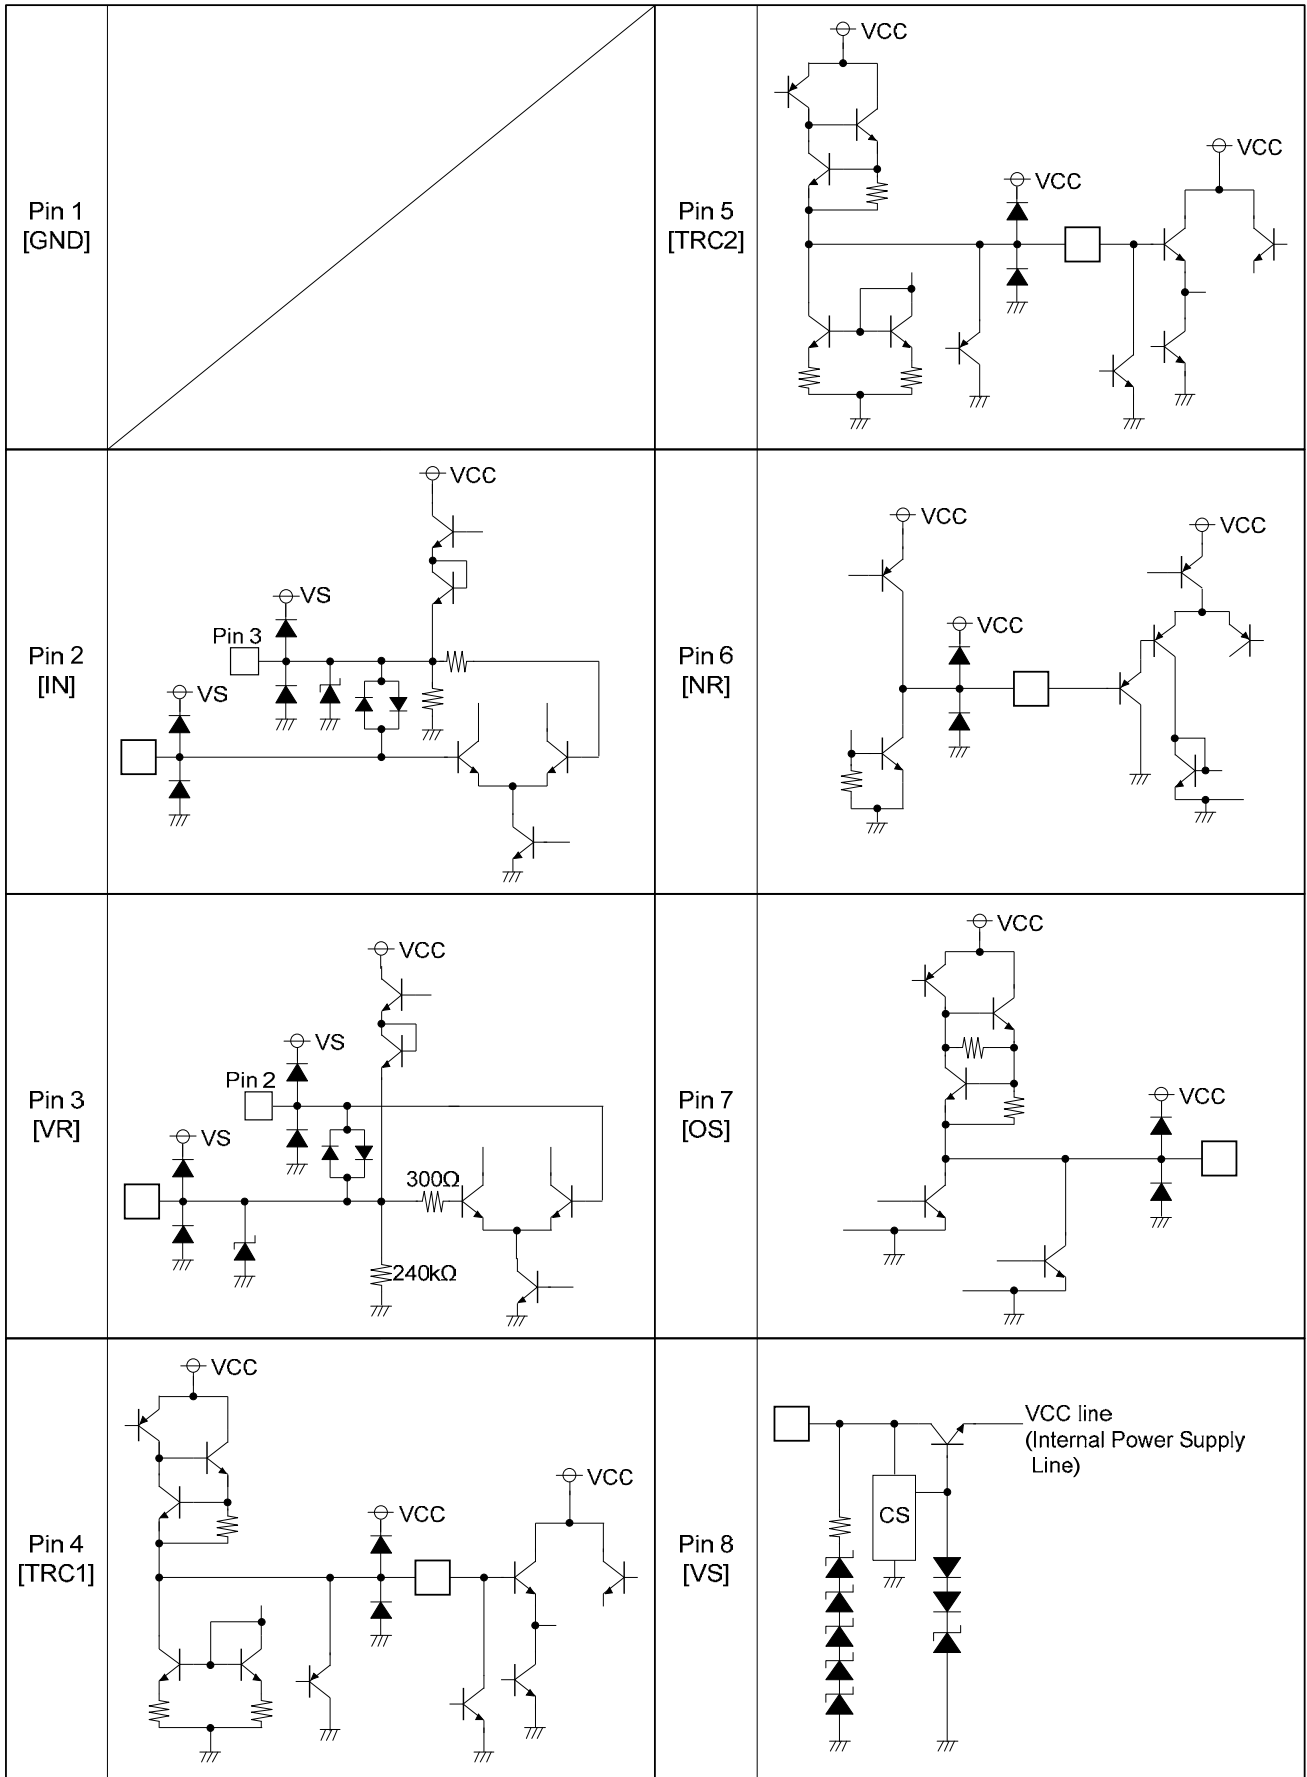 Pin 1
[GND]
Pin 5
[TRC2]
VCC
VCC
VCC
Pin 2
[IN]
VCC
VS
Pin 3
VS
Pin 6
[NR]
VCC
VCC
VCC
Pin 3
[VR]
VCC
VS
Pin 2
VS
300Ω
240kΩ
Pin 7
[OS]
VCC
VCC
Pin 4
[TRC1]
VCC
VCC
VCC
Pin 8
[VS]
VCC line
(Internal Power Supply
Line)
CS